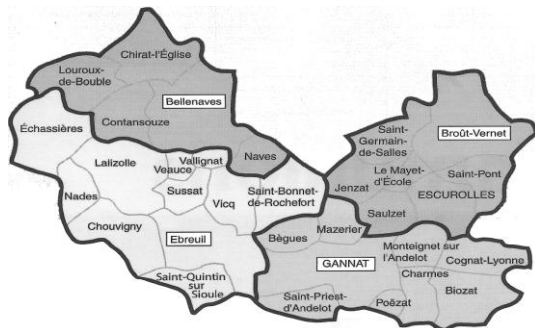 Chirat-l'Église
Louroux-
de-Bouble
Bellenaves
Échassières
Contansouze
Lalizolle
Vallignat
Veauce
Naves
Sussat
Nades
Vicq
Saint-Bonnet-
de-Rochefort
Chouvigny
Ebreuil
Saint-Quintin
sur
Sioule
Saint-
Germain-
de-Salles
Broût-Vernet
Le Mayet-
d'École
Saint-Pont
Jenzat
ESCUROLLES
Saulzet
Bègues
Mazerier
GANNAT
Monteignet sur
l'Andelot
Cognat-Lyonne
Charmes
Biozat
Saint-Priest-
d'Andelot
Poëzat